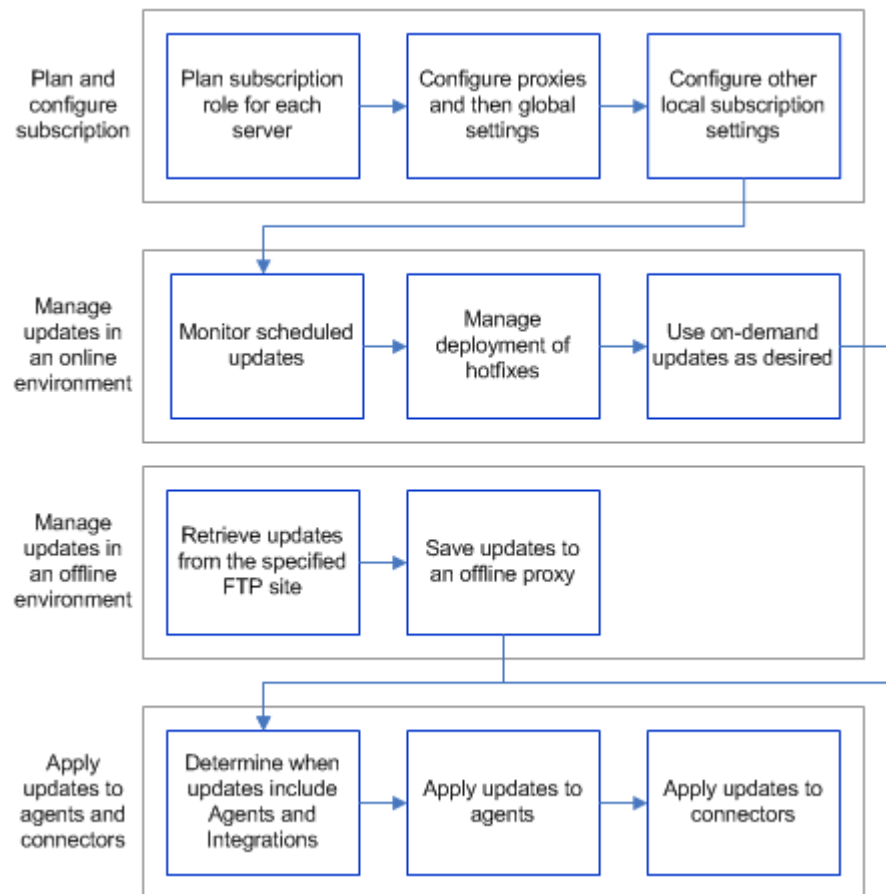 Plan and
configure
subscription
Plan subscription
role for each
server
Configure proxies
and then global
settings
Configure other
local subscription
settings
Manage
updates in
an online
environment
Monitor scheduled
updates
Manage
deployment of
hotfixes
Use on-demand
updates as desired
Manage
updates in
an offline
environment
Retrieve updates
from the specified
FTP site
Save updates to
an offline proxy
Apply
updates to
agents and
connectors
Determine when
updates include
Agents and
Integrations
Apply updates to
agents
Apply updates to
connectors